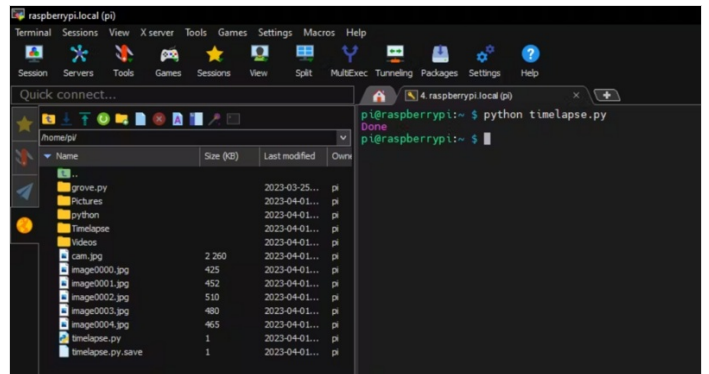 raspberrypi.local (pi)
Terminal Sessions View X server Tools Games Settings Macros Help
Session Servers Tools Games Sessions View Split MultiExec Tunneling Packages Settings Help
Quick connect...
4. raspberrypi.local (pi)
/home/pi/
Name Size (KB) Last modified Owne
..
grove.py 2023-03-25... pi
Pictures 2023-04-01... pi
python 2023-04-01... pi
Timelapse 2023-04-01... pi
Videos 2023-04-01... pi
cam.jpg 2 260 2023-04-01... pi
image0000.jpg 425 2023-04-01... pi
image0001.jpg 452 2023-04-01... pi
image0002.jpg 510 2023-04-01... pi
image0003.jpg 480 2023-04-01... pi
image0004.jpg 465 2023-04-01... pi
timelapse.py 1 2023-04-01... pi
timelapse.py.save 1 2023-04-01... pi
pi@raspberrypi:~ $ python timelapse.py
Done
pi@raspberrypi:~ $